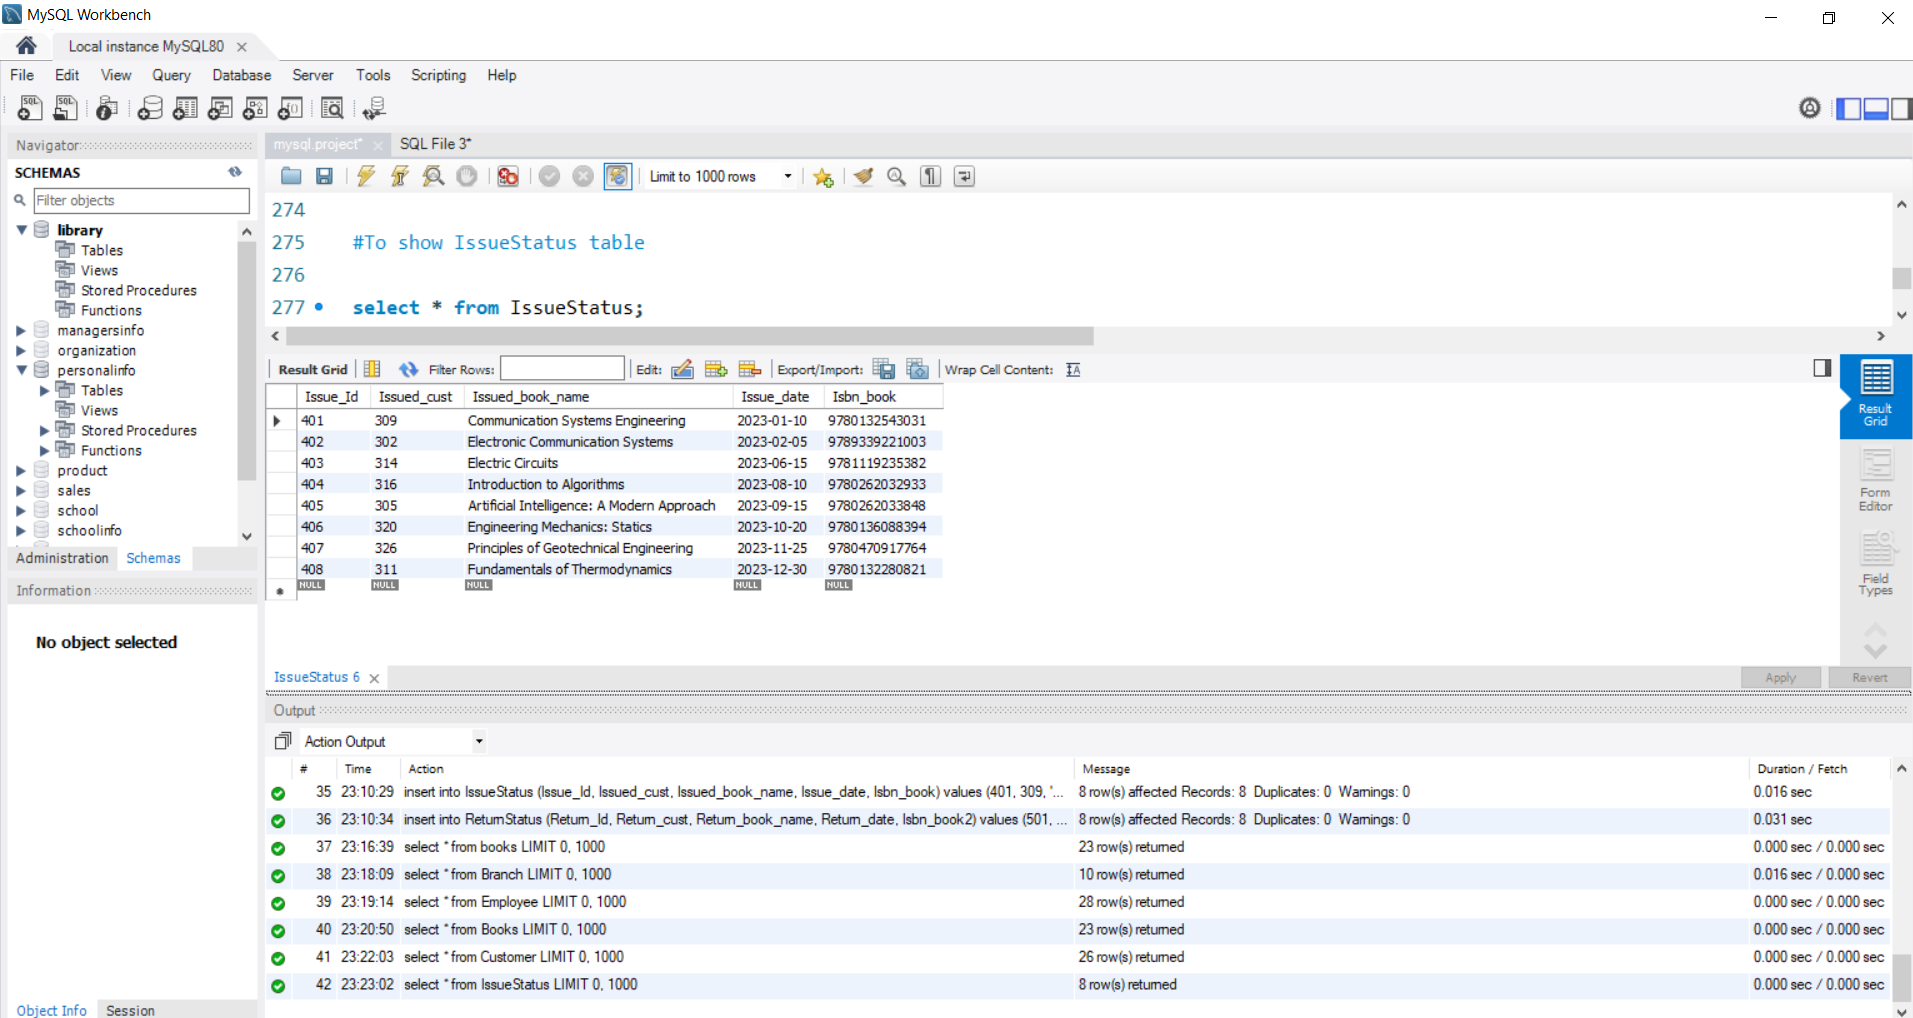 MySQL Workbench
Local instance MySQL80
File Edit View Query Database Server Tools Scripting Help
Navigator
SCHEMAS
Filter objects
library
Tables
Views
Stored Procedures
Functions
managersinfo
organization
personalinfo
Tables
Views
Stored Procedures
Functions
product
sales
school
schoolinfo
Administration Schemas
Information
No object selected
Object Info Session
mysql.project* SQL File 3*
Limit to 1000 rows
274
275 #To show IssueStatus table
276
277 select * from IssueStatus;
Result Grid Filter Rows: Edit: Export/Import: Wrap Cell Content:
Issue_Id Issued_cust Issued_book_name Issue_date Isbn_book
401 309 Communication Systems Engineering 2023-01-10 9780132543031
402 302 Electronic Communication Systems 2023-02-05 9789339221003
403 314 Electric Circuits 2023-06-15 9781119235382
404 316 Introduction to Algorithms 2023-08-10 9780262032933
405 305 Artificial Intelligence: A Modern Approach 2023-09-15 9780262033848
406 320 Engineering Mechanics: Statics 2023-10-20 9780136088394
407 326 Principles of Geotechnical Engineering 2023-11-25 9780470917764
408 311 Fundamentals of Thermodynamics 2023-12-30 9780132280821
NULL NULL NULL NULL NULL
Result
Grid
Form
Editor
Field
Types
IssueStatus 6
Apply Revert
Output
Action Output
# Time Action Message Duration / Fetch
35 23:10:29 insert into IssueStatus (Issue_Id, Issued_cust, Issued_book_name, Issue_date, Isbn_book) values (401, 309, '... 8 row(s) affected Records: 8 Duplicates: 0 Warnings: 0 0.016 sec
36 23:10:34 insert into ReturnStatus (Return_Id, Return_cust, Return_book_name, Return_date, Isbn_book2) values (501, ... 8 row(s) affected Records: 8 Duplicates: 0 Warnings: 0 0.031 sec
37 23:16:39 select * from books LIMIT 0, 1000 23 row(s) returned 0.000 sec / 0.000 sec
38 23:18:09 select * from Branch LIMIT 0, 1000 10 row(s) returned 0.016 sec / 0.000 sec
39 23:19:14 select * from Employee LIMIT 0, 1000 28 row(s) returned 0.000 sec / 0.000 sec
40 23:20:50 select * from Books LIMIT 0, 1000 23 row(s) returned 0.000 sec / 0.000 sec
41 23:22:03 select * from Customer LIMIT 0, 1000 26 row(s) returned 0.000 sec / 0.000 sec
42 23:23:02 select * from IssueStatus LIMIT 0, 1000 8 row(s) returned 0.000 sec / 0.000 sec